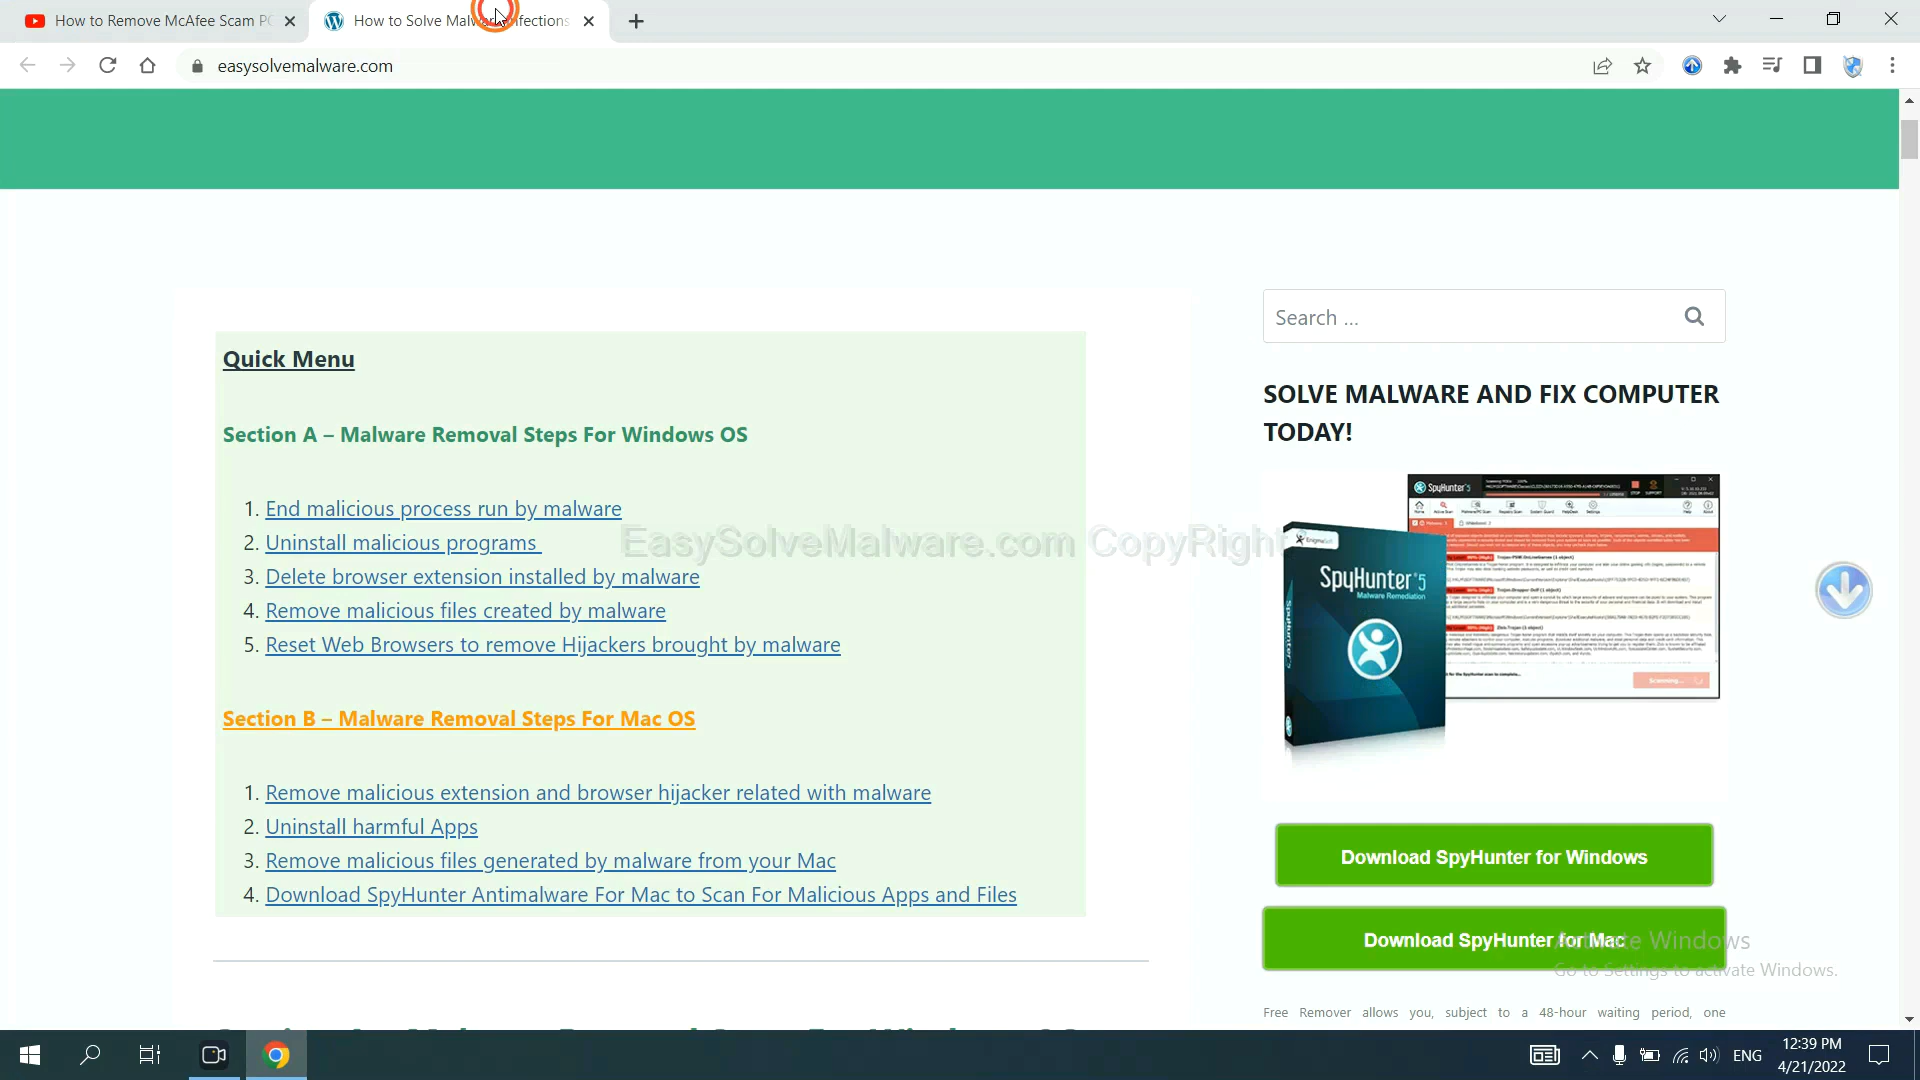 How to Remove McAfee Scam P
How to Solve Malware Infections
easysolvemalware.com
Search ...
Quick Menu
SOLVE MALWARE AND FIX COMPUTER
TODAY!
Section A – Malware Removal Steps For Windows OS
1. End malicious process run by malware
2. Uninstall malicious programs
3. Delete browser extension installed by malware
4. Remove malicious files created by malware
5. Reset Web Browsers to remove Hijackers brought by malware
EasySolveMalware.com CopyRight
SpyHunter 5
EnigmaSoft
SpyHunter 5
Malware Remediation
Scanning...
Section B – Malware Removal Steps For Mac OS
1. Remove malicious extension and browser hijacker related with malware
2. Uninstall harmful Apps
3. Remove malicious files generated by malware from your Mac
4. Download SpyHunter Antimalware For Mac to Scan For Malicious Apps and Files
Download SpyHunter for Windows
Download SpyHunter for Mac
Activate Windows
Go to Settings to activate Windows.
Free Remover allows you, subject to a 48-hour waiting period, one
ENG
12:39 PM
4/21/2022